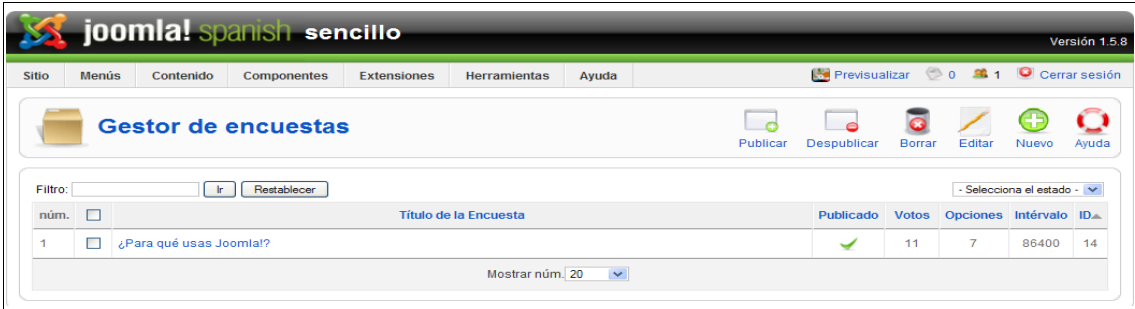 joomla! spanish sencillo
Versión 1.5.8
Sitio Menús Contenido Componentes Extensiones Herramientas Ayuda Previsualizar 0 1 Cerrar sesión
Gestor de encuestas Publicar Despublicar Borrar Editar Nuevo Ayuda
Filtro: Ir Restablecer - Selecciona el estado -
núm. Título de la Encuesta Publicado Votos Opciones Intérvalo ID
1 ¿Para qué usas Joomla!? 11 7 86400 14
Mostrar núm. 20